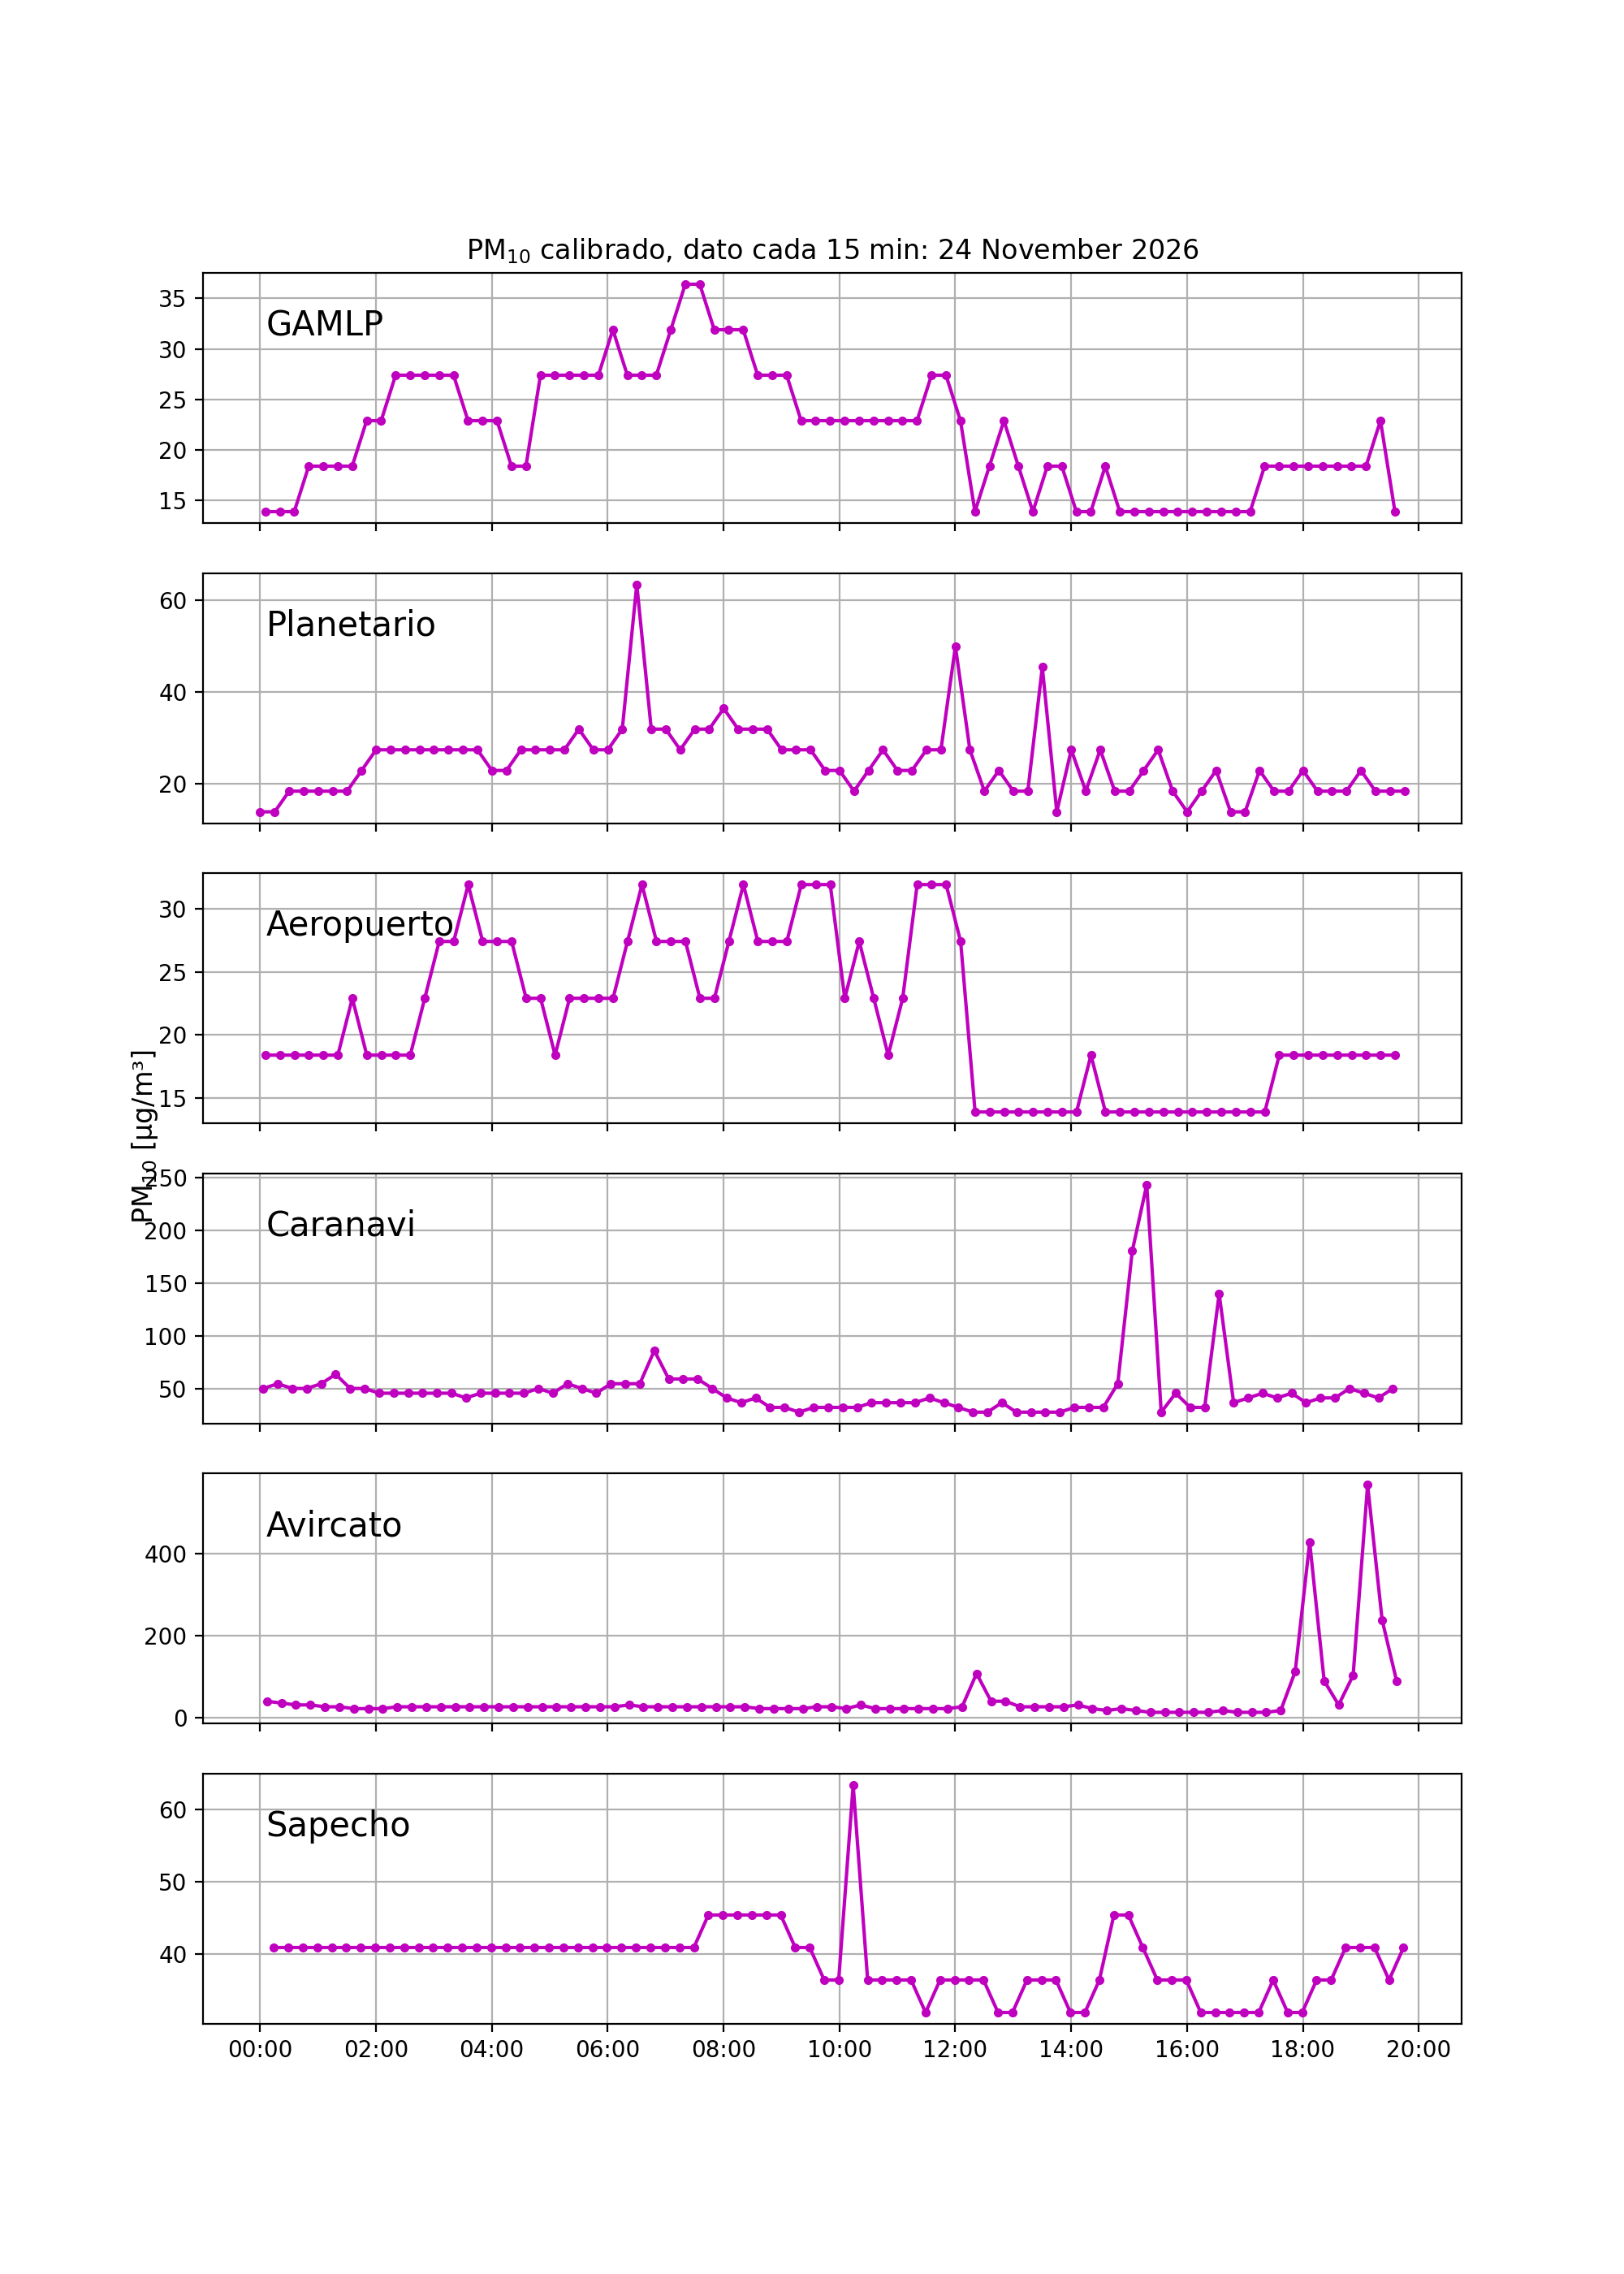 PM₁₀ calibrado, dato cada 15 min: 24 November 2026
35
30
25
20
15
GAMLP
60
40
20
Planetario
30
25
20
15
Aeropuerto
PM₁₀ [µg/m³]
250
200
150
100
50
Caranavi
400
200
0
Avircato
60
50
40
Sapecho
00:00 02:00 04:00 06:00 08:00 10:00 12:00 14:00 16:00 18:00 20:00